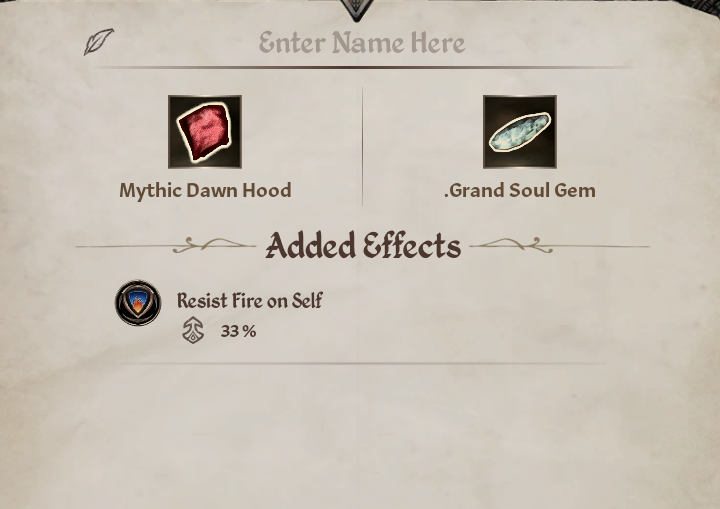 Enter Name Here
Mythic Dawn Hood
.Grand Soul Gem
Added Effects
Resist Fire on Self
33 %